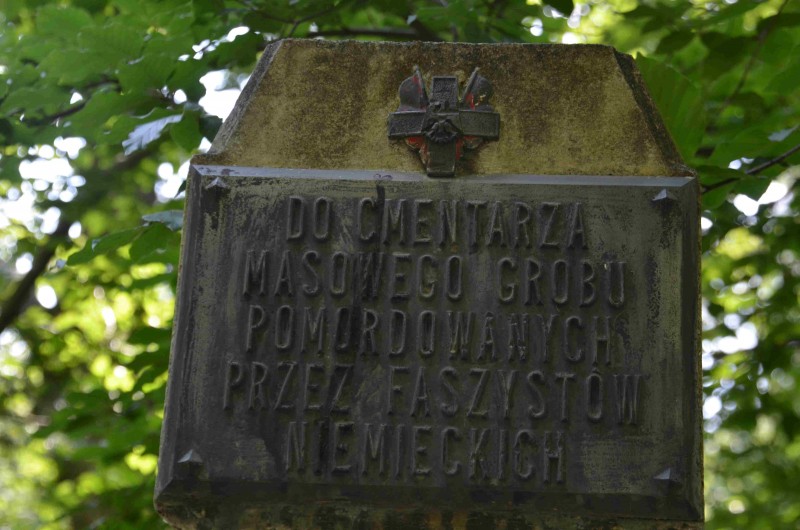 DO CMENTARZA
MASOWEGO GROBU
POMORDOWANYCH
PRZEZ FASZYSTÓW
NIEMIECKICH